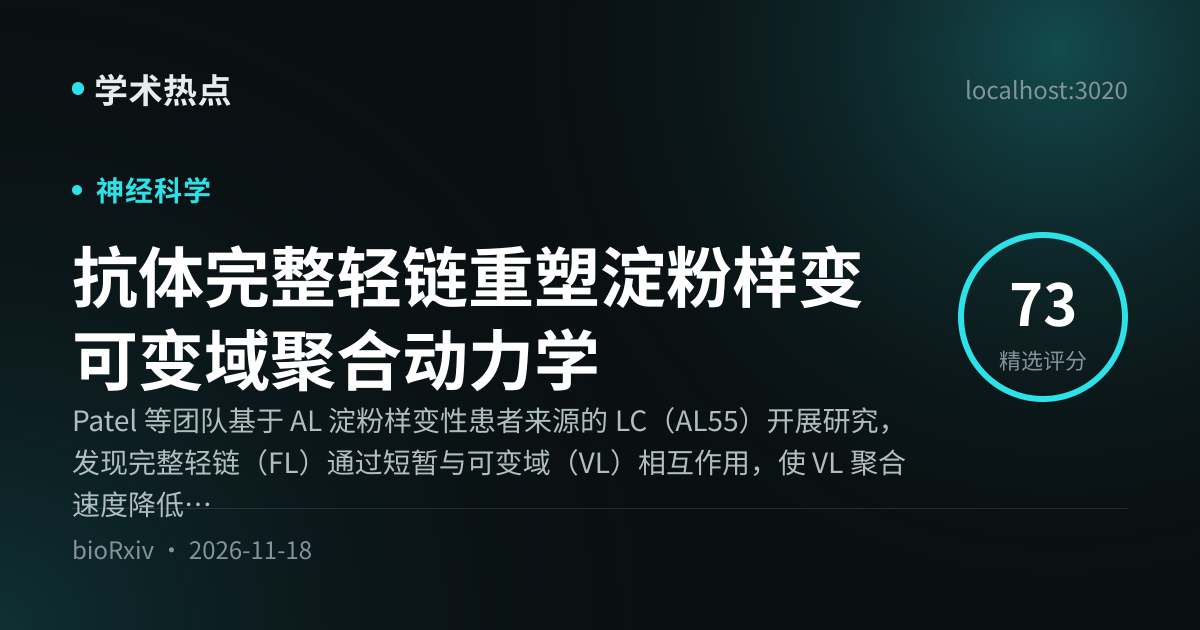 学术热点
localhost:3020
神经科学
抗体完整轻链重塑淀粉样变
可变域聚合动力学
73
精选评分
Patel 等团队基于 AL 淀粉样变性患者来源的 LC（AL55）开展研究，
发现完整轻链（FL）通过短暂与可变域（VL）相互作用，使 VL 聚合
速度降低…
bioRxiv • 2026-11-18